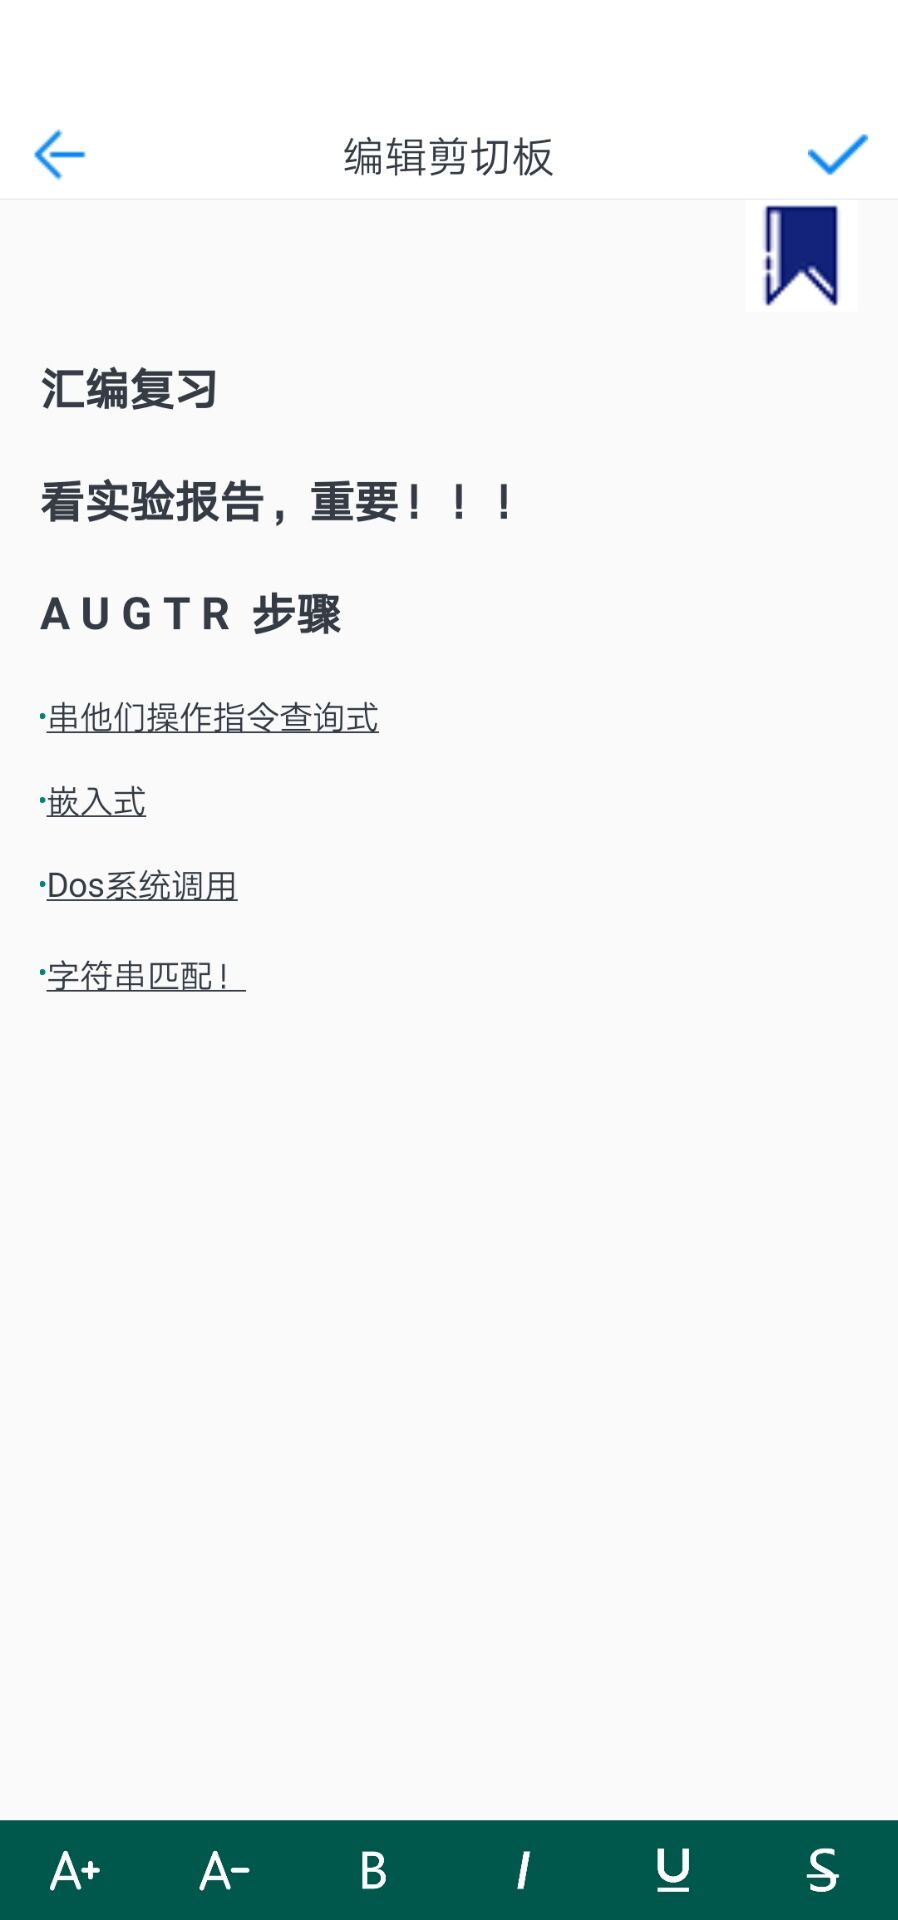 编辑剪切板
汇编复习
看实验报告，重要！！！
A U G T R 步骤
·串他们操作指令查询式
·嵌入式
·Dos系统调用
·字符串匹配！
A+ A- B I U S